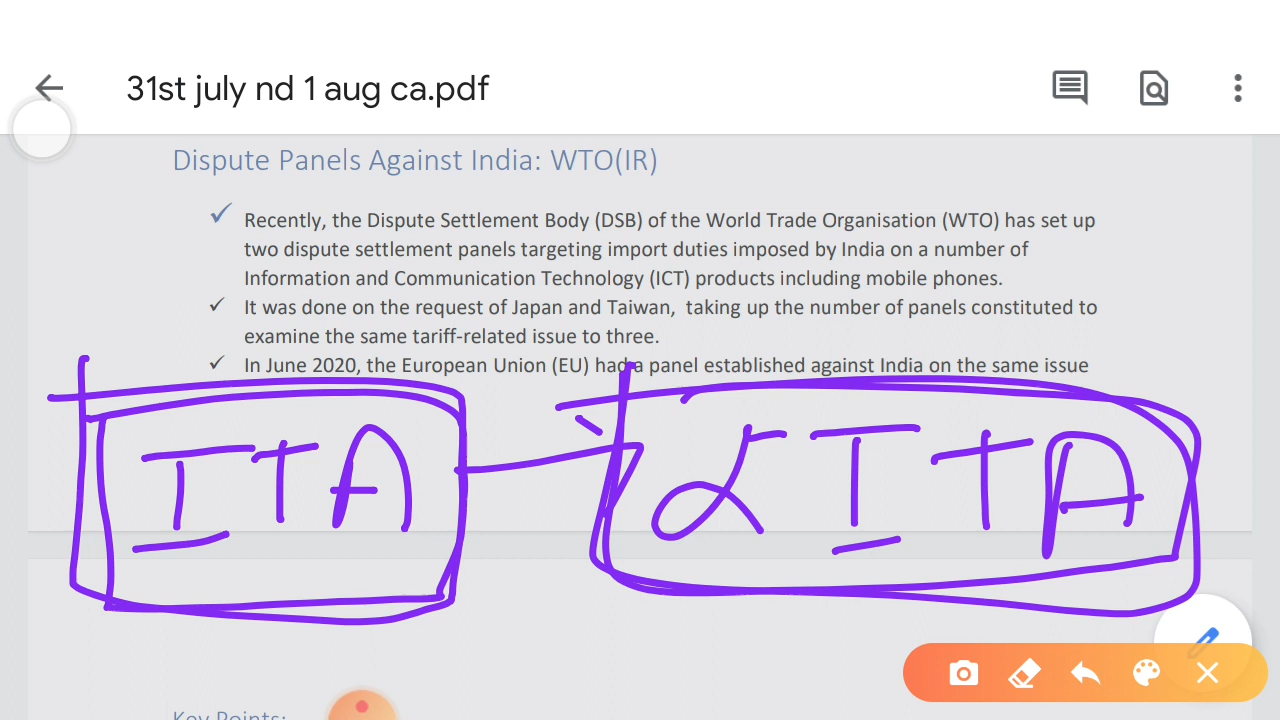 31st july nd 1 aug ca.pdf
Dispute Panels Against India: WTO(IR)
Recently, the Dispute Settlement Body (DSB) of the World Trade Organisation (WTO) has set up
two dispute settlement panels targeting import duties imposed by India on a number of
Information and Communication Technology (ICT) products including mobile phones.
It was done on the request of Japan and Taiwan, taking up the number of panels constituted to
examine the same tariff-related issue to three.
In June 2020, the European Union (EU) had a panel established against India on the same issue
ITA
ITA
Key Points: